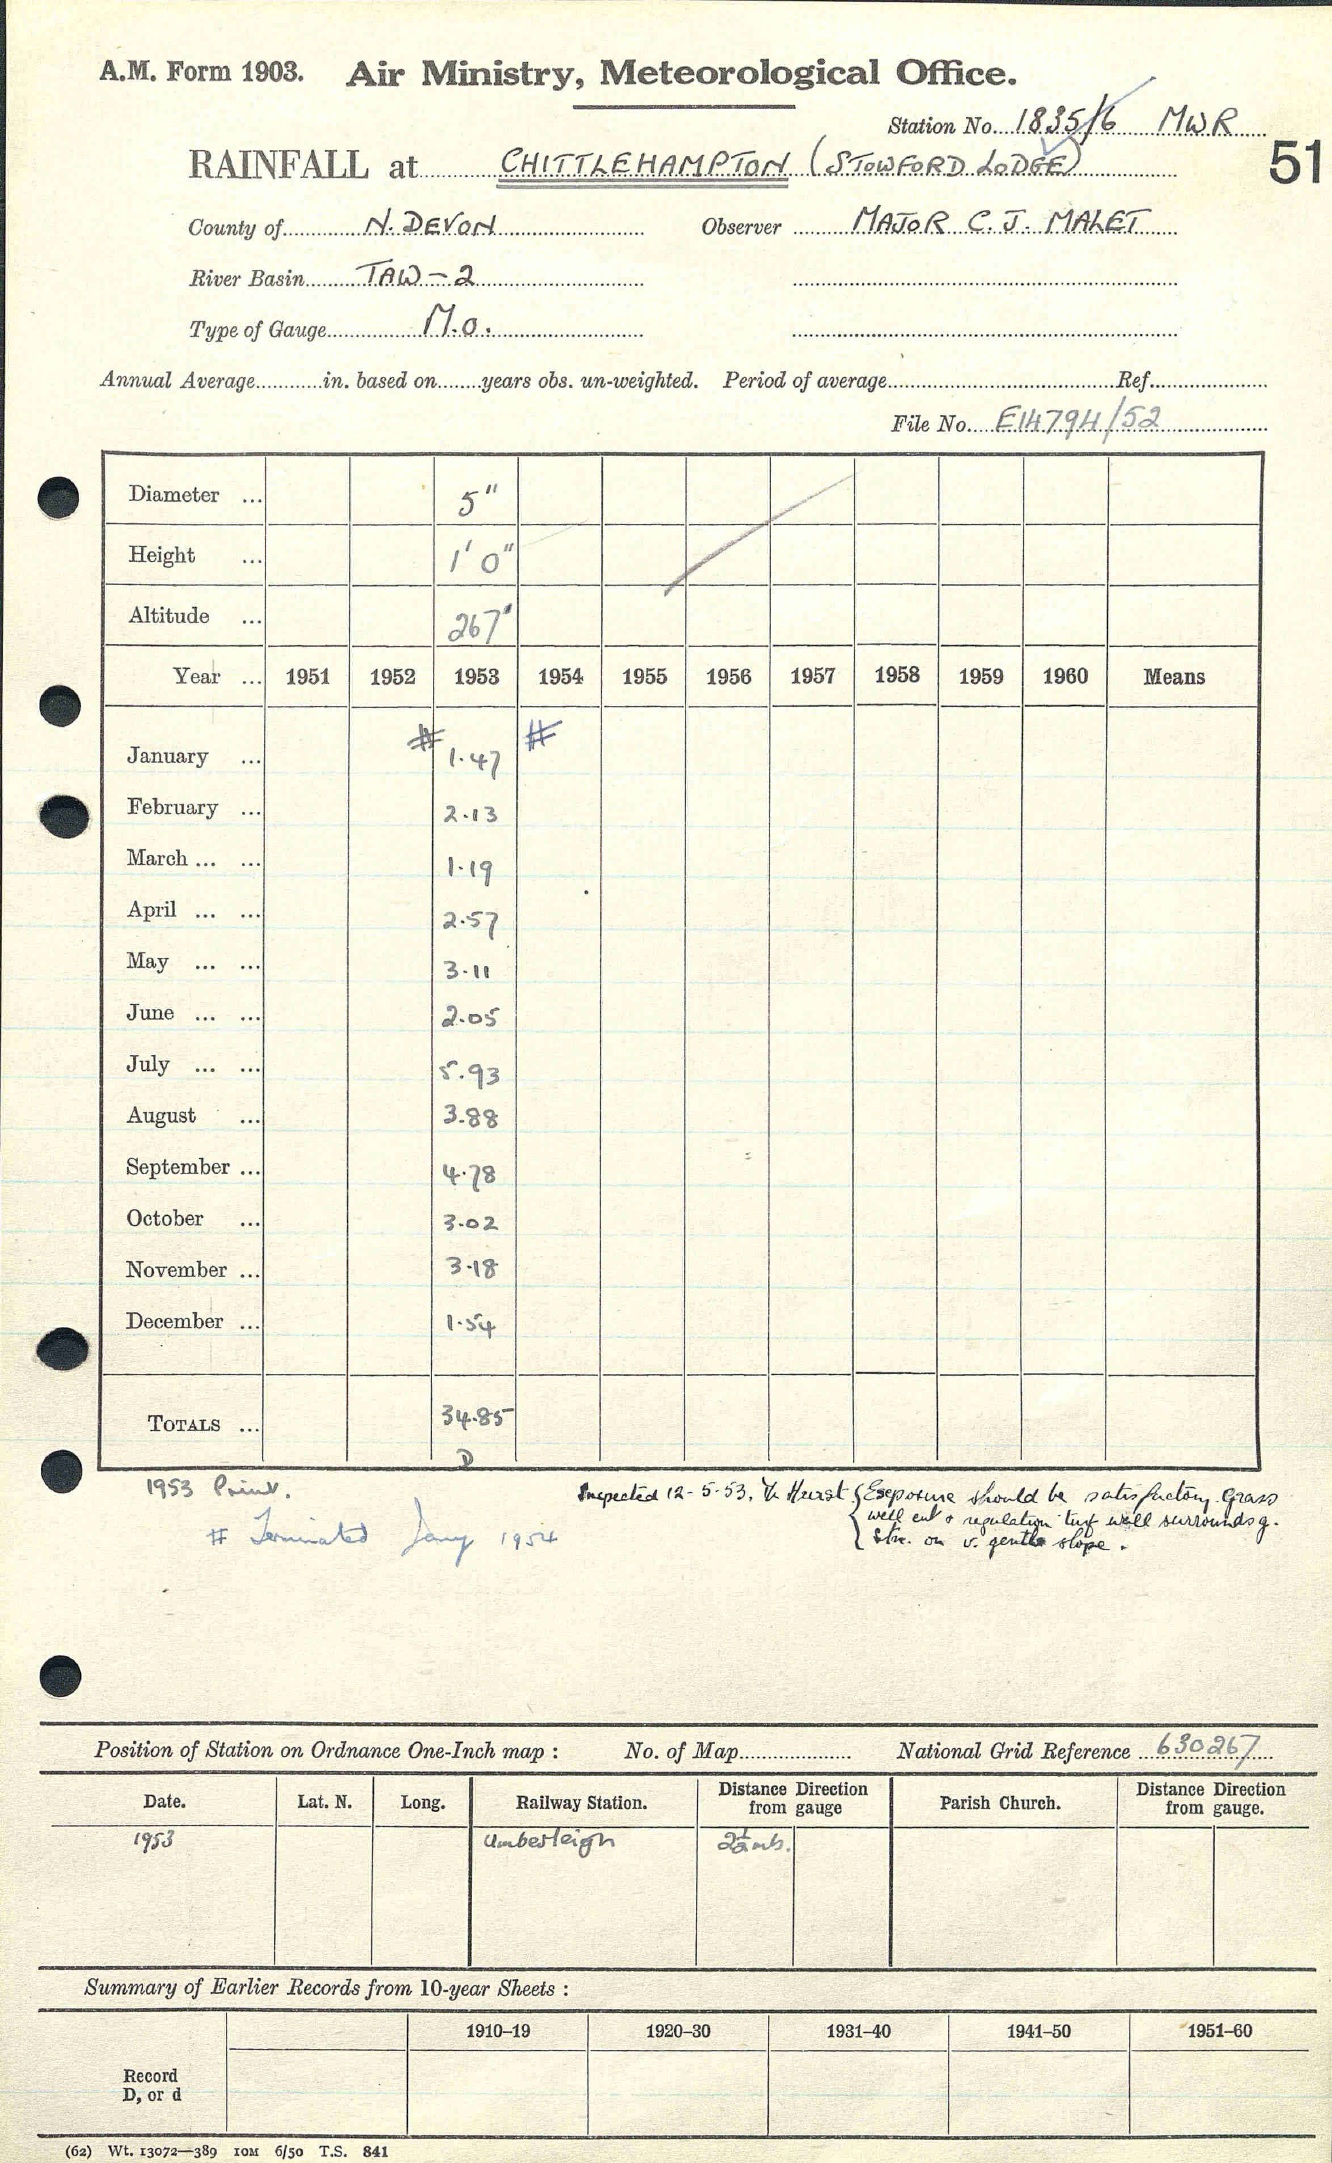 A.M. Form 1903. Air Ministry, Meteorological Office.
Station No. 1835/6 MWR
RAINFALL at CHITTLEHAMPTON (STOWFORD LODGE)
51
County of N. DEVON Observer MAJOR C. J. MALET
River Basin TAW-2
Type of Gauge M.O.
Annual Average in. based on years obs. un-weighted. Period of average Ref.
File No. E14794/52
Diameter ... 5"
Height ... 1' 0"
Altitude ... 267'
Year ... 1951 1952 1953 1954 1955 1956 1957 1958 1959 1960 Means
# #
January ... 1.47
February ... 2.13
March ... ... 1.19
April ... ... 2.57
May ... ... 3.11
June ... ... 2.05
July ... ... 5.93
August ... 3.88
September ... 4.78
October ... 3.02
November ... 3.18
December ... 1.54
TOTALS ... 34.85
D
1953 Print.
# Terminated Jany 1954
Inspected 12-5-53. Hurst { Exposure should be satisfactory. Grass
well cut & regulation turf wall surrounds g.
Stn. on v. gentle slope.
Position of Station on Ordnance One-Inch map : No. of Map National Grid Reference 630267
Date. Lat. N. Long. Railway Station. Distance Direction from gauge Parish Church. Distance Direction from gauge.
1953 Umberleigh 2½ mls.
Summary of Earlier Records from 10-year Sheets :
1910–19 1920–30 1931–40 1941–50 1951–60
Record
D, or d
(62) Wt. 13072—389 10M 6/50 T.S. 841